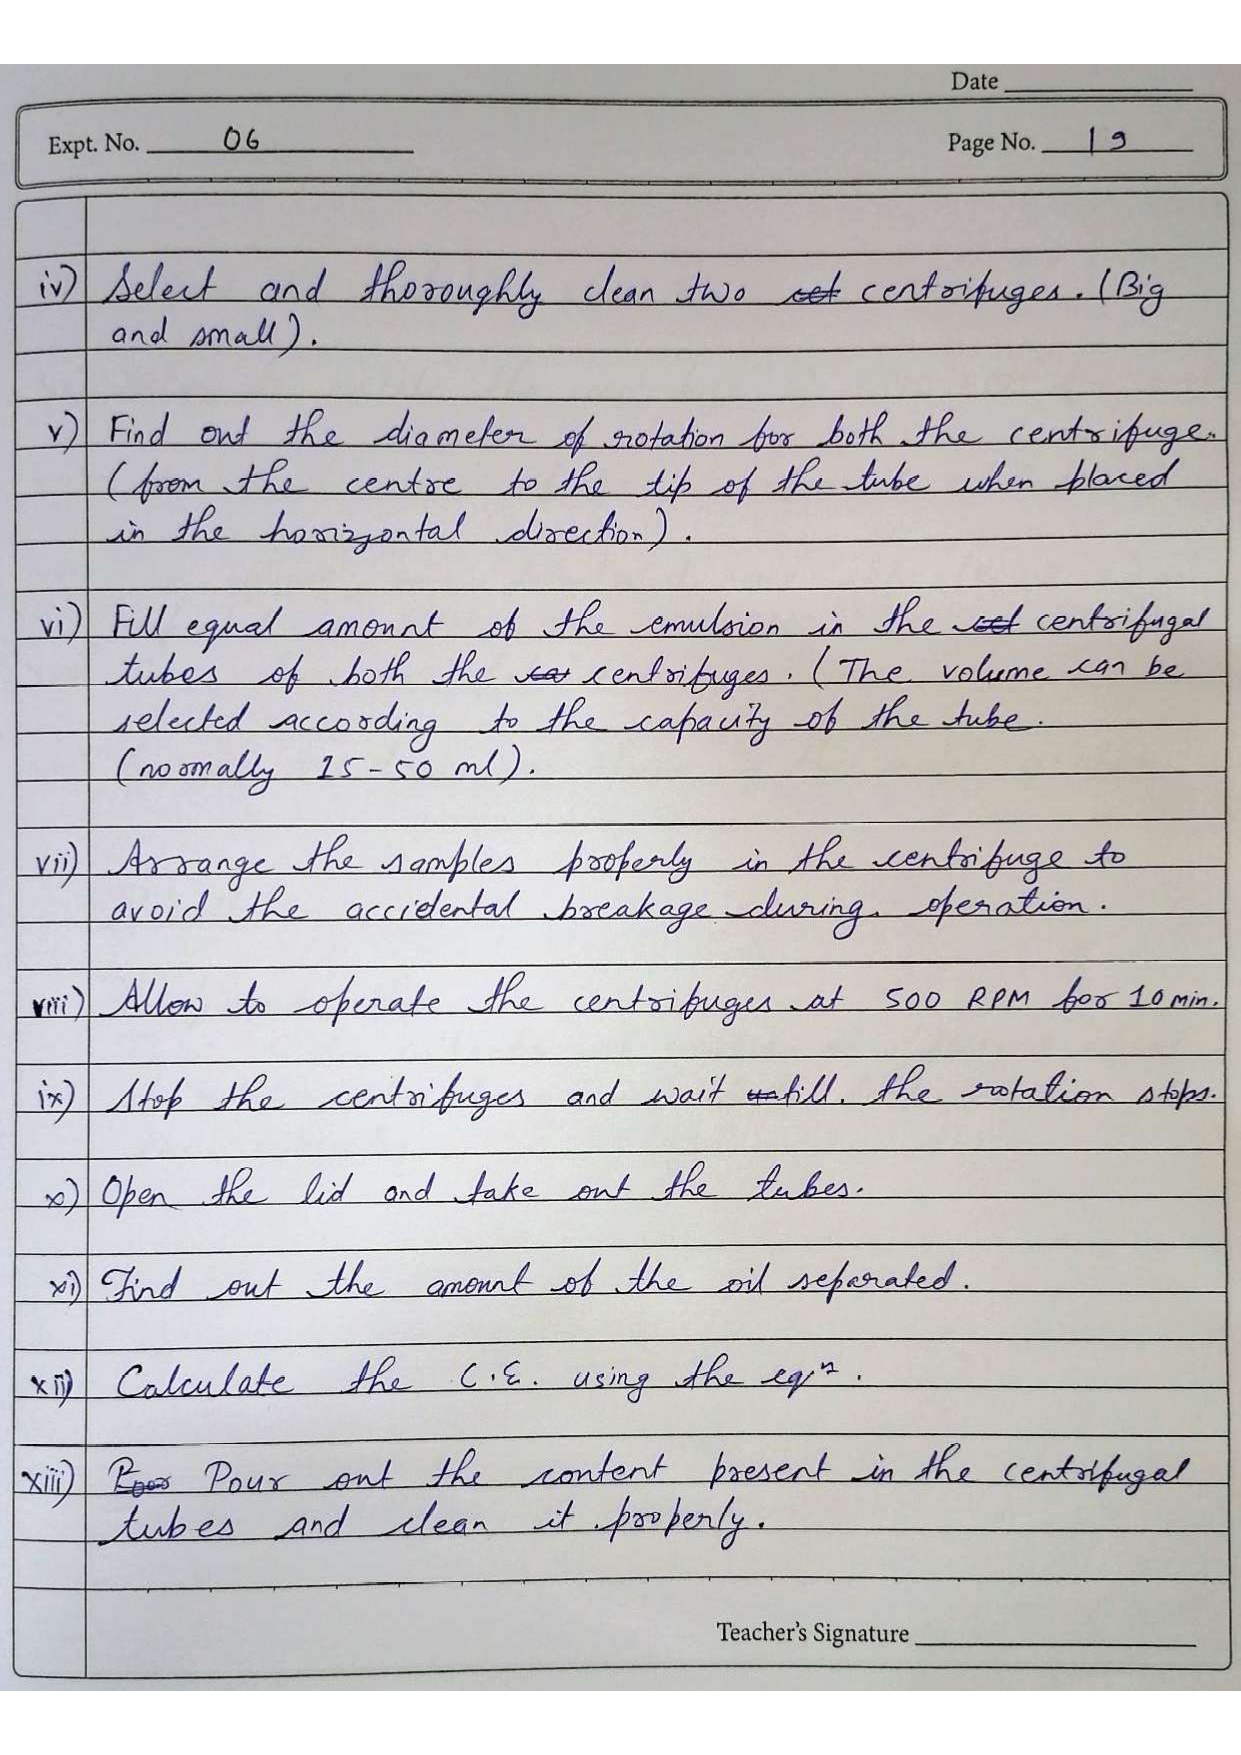 Date
Expt. No. 06
Page No. 19
iv) Select and thoroughly clean two set centrifuges. (Big
and small).
v) Find out the diameter of rotation for both the centrifuge.
(from the centre to the tip of the tube when placed
in the horizontal direction).
vi) Fill equal amount of the emulsion in the set centrifugal
tubes of both the centrifuges. (The volume can be
selected according to the capacity of the tube.
(normally 15-50 ml).
vii) Arrange the samples properly in the centrifuge to
avoid the accidental breakage during operation.
viii) Allow to operate the centrifuges at 500 RPM for 10 min.
ix) Stop the centrifuges and wait till. the rotation stops.
x) Open the lid and take out the tubes.
xi) Find out the amount of the oil separated.
xii) Calculate the C.E. using the eqⁿ.
xiii) Pour out the content present in the centrifugal
tubes and clean it properly.
Teacher's Signature